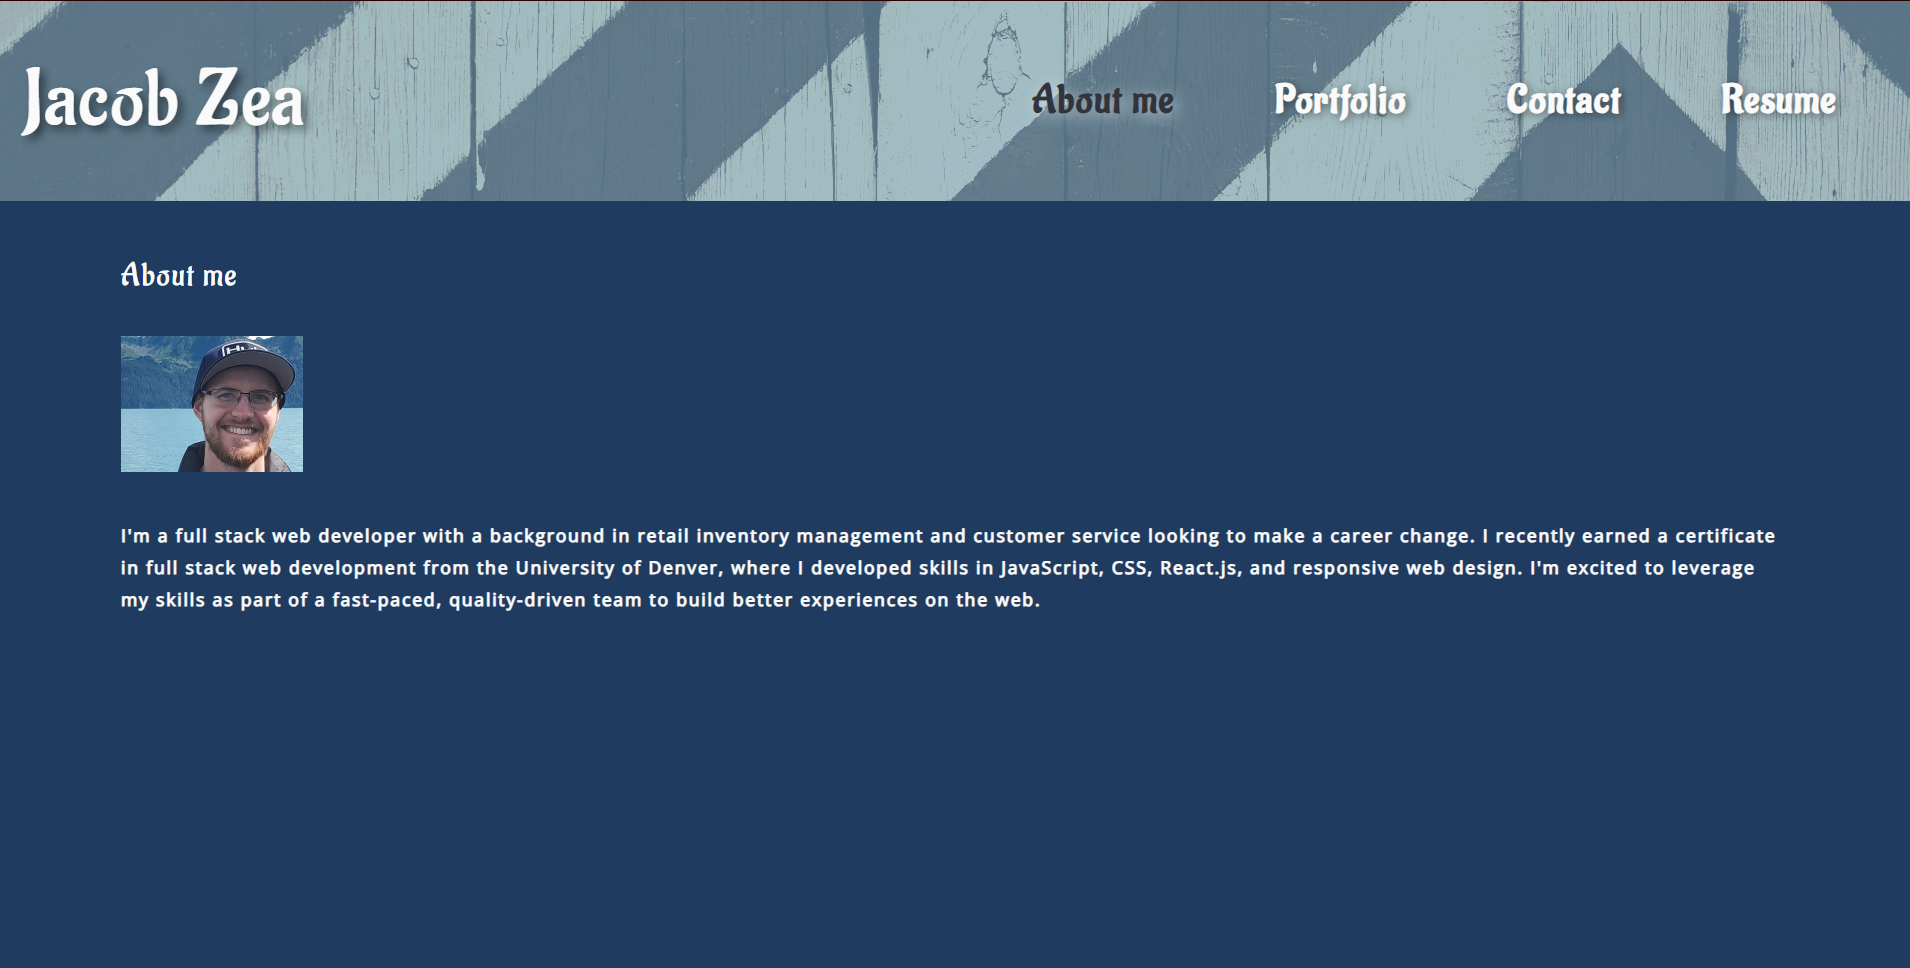 Jacob Zea
About me
Portfolio
Contact
Resume
About me
I'm a full stack web developer with a background in retail inventory management and customer service looking to make a career change. I recently earned a certificate
in full stack web development from the University of Denver, where I developed skills in JavaScript, CSS, React.js, and responsive web design. I'm excited to leverage
my skills as part of a fast-paced, quality-driven team to build better experiences on the web.